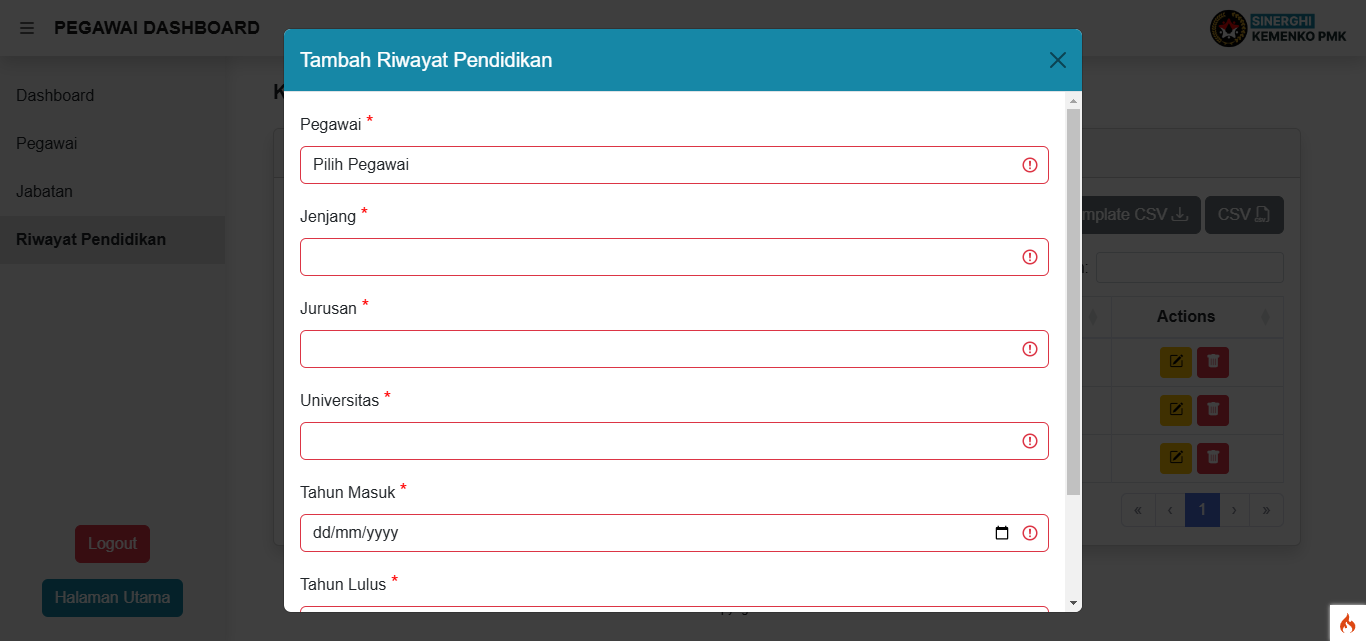 PEGAWAI DASHBOARD
SINERGHI
KEMENKO PMK
Dashboard
Pegawai
Jabatan
Riwayat Pendidikan
Logout
Halaman Utama
Tambah Riwayat Pendidikan
Pegawai *
Pilih Pegawai
Jenjang *
Jurusan *
Universitas *
Tahun Masuk *
dd/mm/yyyy
Tahun Lulus *
mplate CSV
CSV
Actions
« ‹ 1 › »